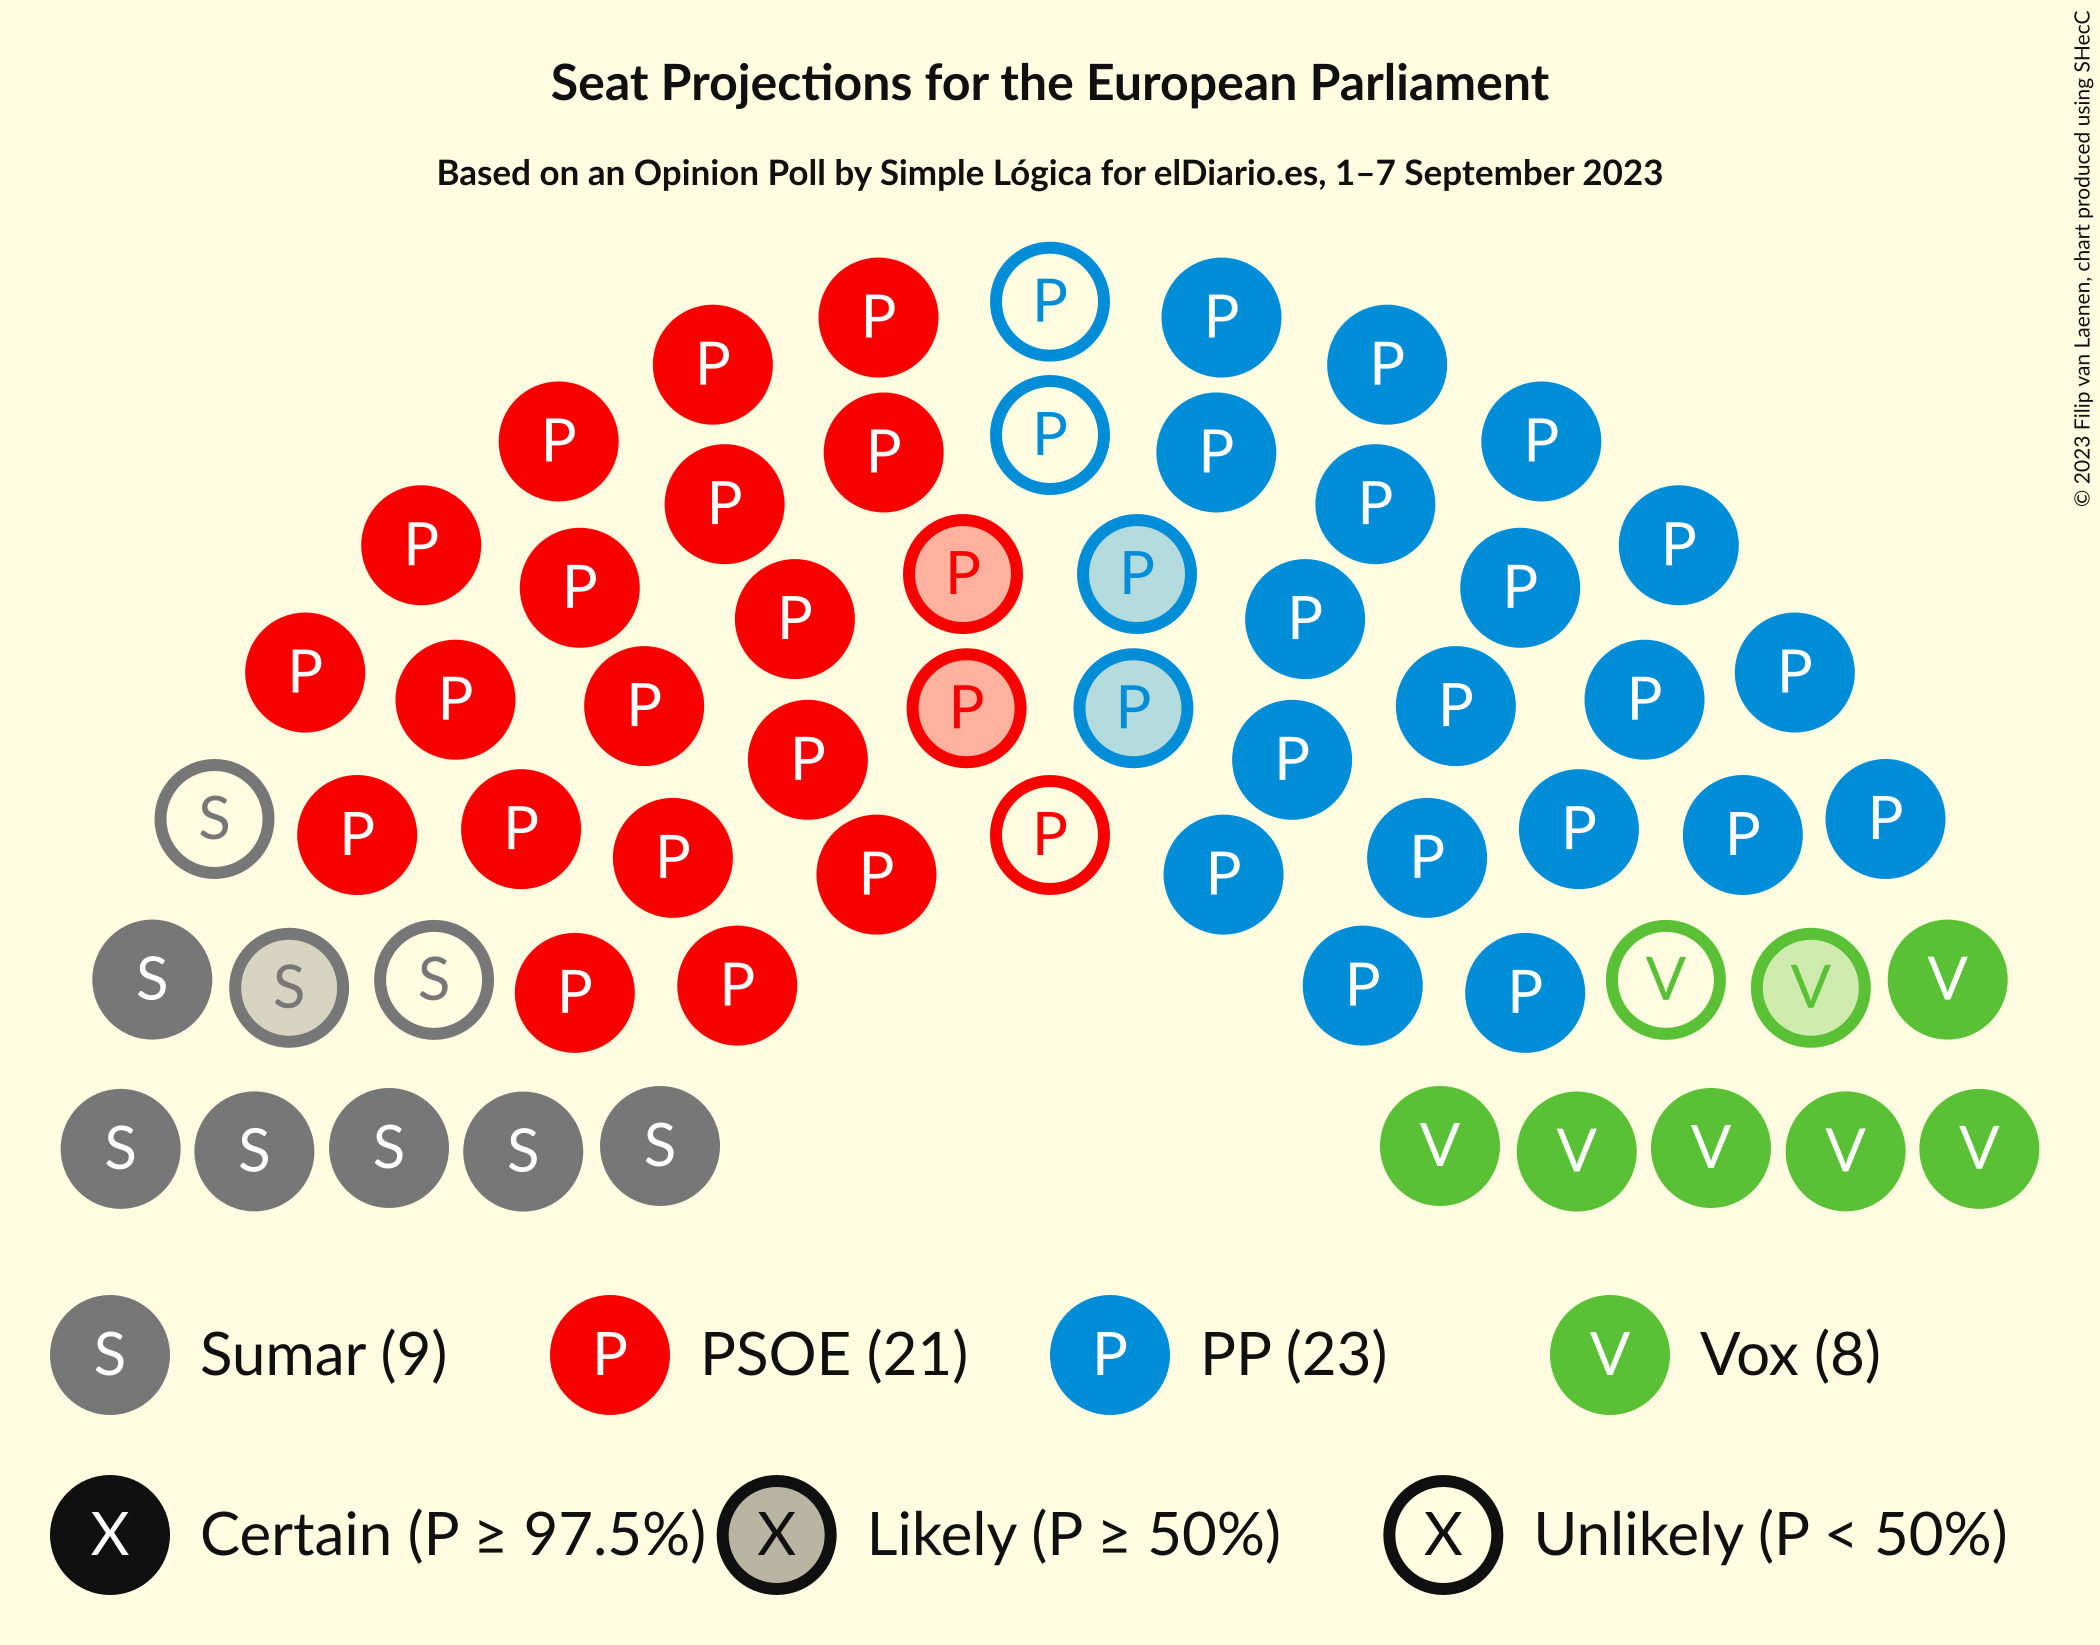 Seat Projections for the European Parliament
Based on an Opinion Poll by Simple Lógica for elDiario.es, 1–7 September 2023
© 2023 Filip van Laenen, chart produced using SHecC
P
P P
P P
P
P P
P P
P P
P P
P P
P P
P P
P P
P P
P P
P P
P P
P P
S P
P P P
P P
P P
P P
S S S P P P P V V V
S S S S S V V V V V
S Sumar (9) P PSOE (21) P PP (23) V Vox (8)
X Certain (P ≥ 97.5%) X Likely (P ≥ 50%) X Unlikely (P < 50%)